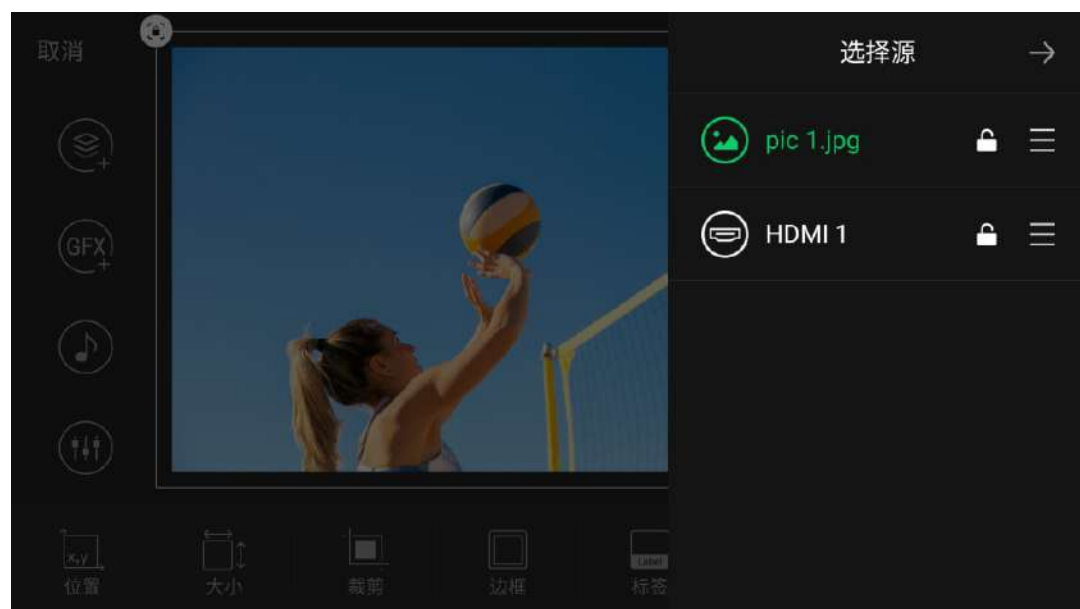 取消
选择源
pic 1.jpg
GFX
HDMI 1
x,y
Label
位置
大小
裁剪
边框
标签